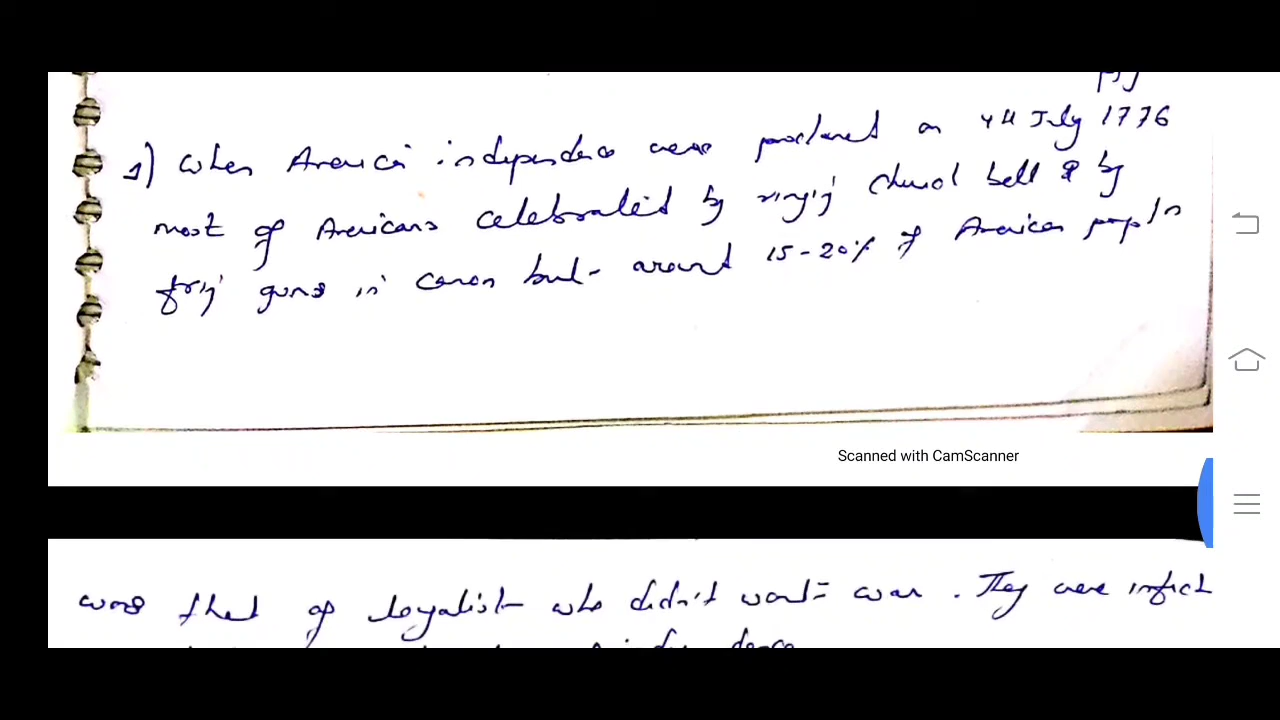 1) When America independence were proclaimed on 4th July 1776
most of Americans celebrated by ringing church bell & by
firing guns in canon but around 15-20% of American people
Scanned with CamScanner
was that of loyalist who didn't want war. They were infact
independence